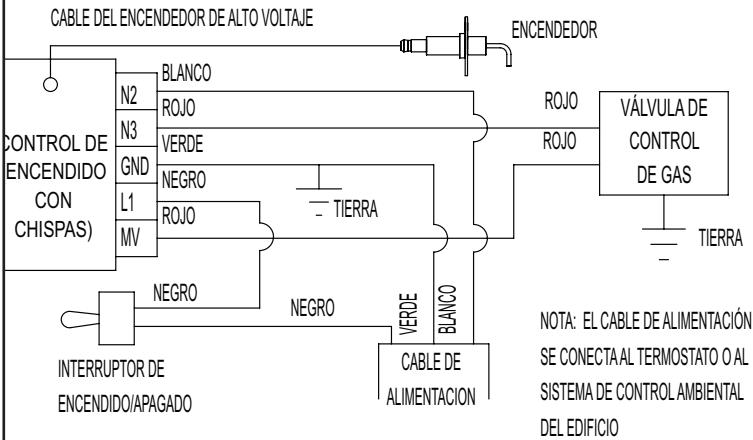 CABLE DEL ENCENDEDOR DE ALTO VOLTAJE
ENCENDEDOR
BLANCO
N2
ROJO
N3
VERDE
GND
NEGRO
L1
ROJO
MV
CONTROL DE
ENCENDIDO
CON
CHISPAS)
TIERRA
ROJO
ROJO
VÁLVULA DE
CONTROL
DE GAS
TIERRA
NEGRO
NEGRO
VERDE
BLANCO
INTERRUPTOR DE
ENCENDIDO/APAGADO
CABLE DE
ALIMENTACION
NOTA: EL CABLE DE ALIMENTACIÓN
SE CONECTA AL TERMOSTATO O AL
SISTEMA DE CONTROL AMBIENTAL
DEL EDIFICIO